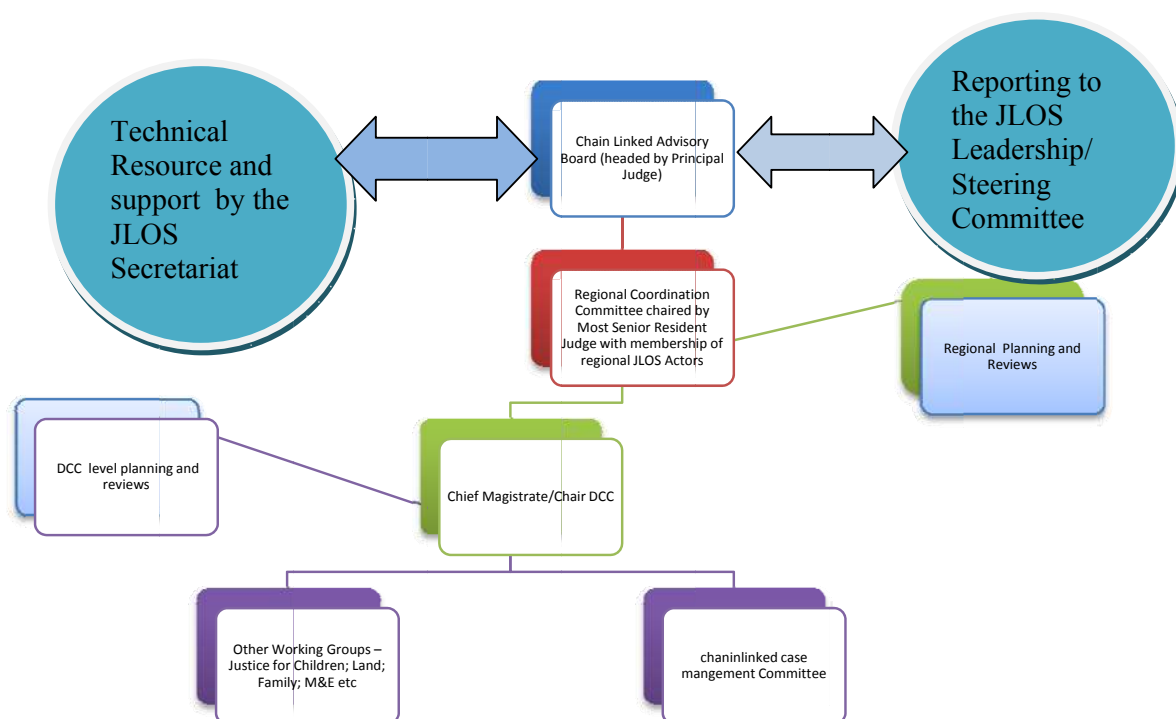 Technical
Resource and
support by the
JLOS
Secretariat
Chain Linked Advisory
Board (headed by Principal
Judge)
Reporting to
the JLOS
Leadership/
Steering
Committee
Regional Coordination
Committee chaired by
Most Senior Resident
Judge with membership of
regional JLOS Actors
Regional Planning and
Reviews
DCC level planning and
reviews
Chief Magistrate/Chair DCC
Other Working Groups –
Justice for Children; Land;
Family; M&E etc
chaninlinked case
mangement Committee